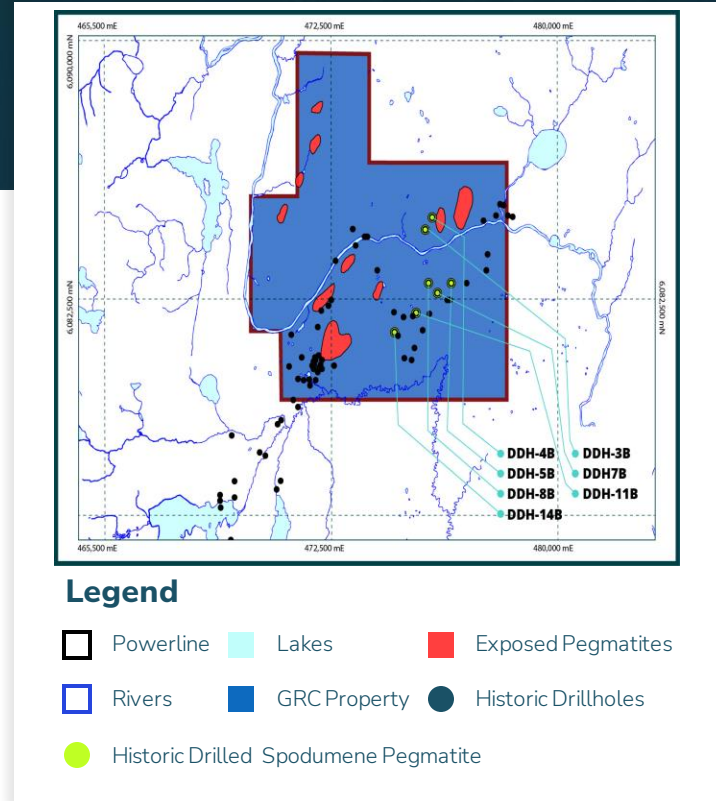 465,500 mE 472,500 mE 480,000 mE
6,090,000 mN
6,082,500 mN
6,082,500 mN
DDH-4B DDH-3B
DDH-5B DDH7B
DDH-8B DDH-11B
DDH-14B
465,500 mE 472,500 mE 480,000 mE
Legend
Powerline Lakes Exposed Pegmatites
Rivers GRC Property Historic Drillholes
Historic Drilled Spodumene Pegmatite